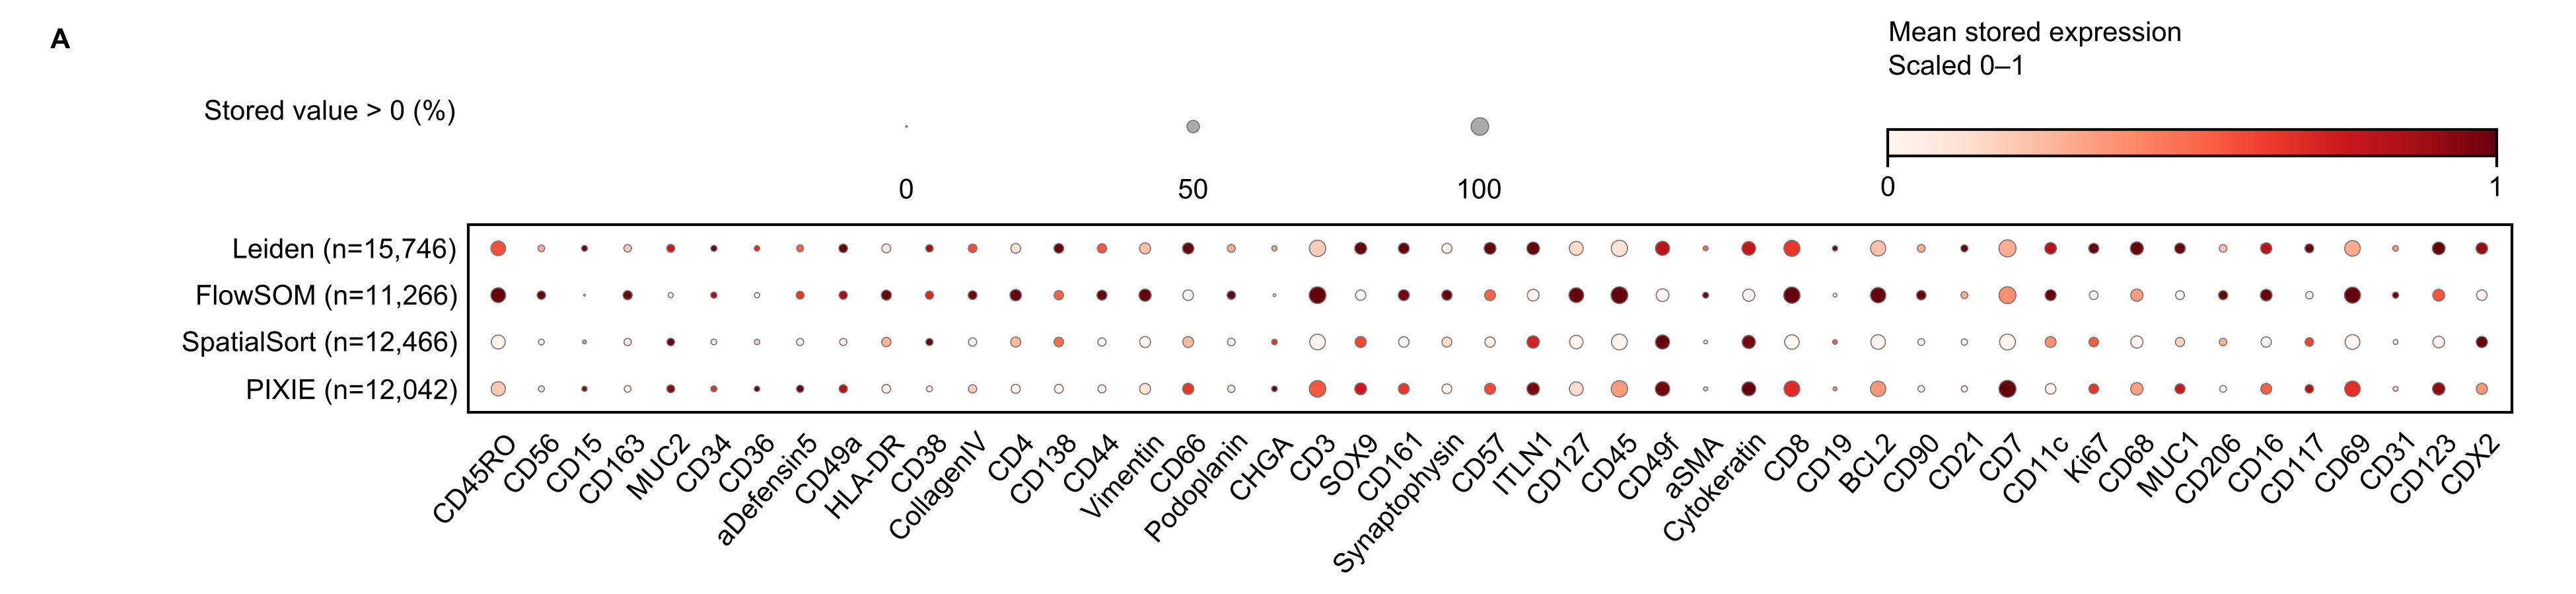 A
Mean stored expression
Scaled 0–1
Stored value > 0 (%)
0
50
100
0
1
Leiden (n=15,746)
FlowSOM (n=11,266)
SpatialSort (n=12,466)
PIXIE (n=12,042)
CD45RO
CD56
CD15
CD163
MUC2
CD34
CD36
aDefensin5
CD49a
HLA-DR
CD38
CollagenIV
CD4
CD138
CD44
Vimentin
CD66
Podoplanin
CHGA
CD3
SOX9
CD161
Synaptophysin
CD57
ITLN1
CD127
CD45
CD49f
aSMA
Cytokeratin
CD8
CD19
BCL2
CD90
CD21
CD7
CD11c
Ki67
CD68
MUC1
CD206
CD16
CD117
CD69
CD31
CD123
CDX2